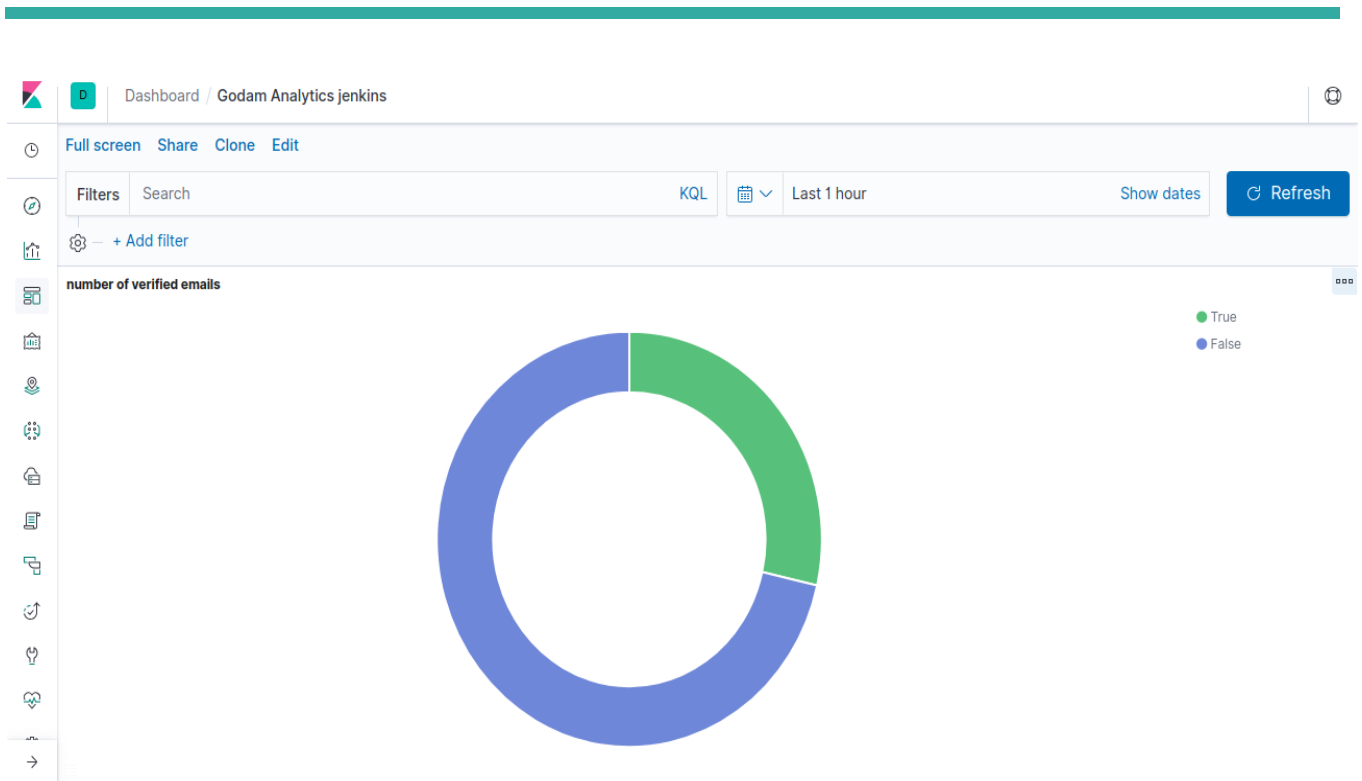 D Dashboard / Godam Analytics jenkins
Full screen Share Clone Edit
Filters Search KQL Last 1 hour Show dates Refresh
+ Add filter
number of verified emails
True
False